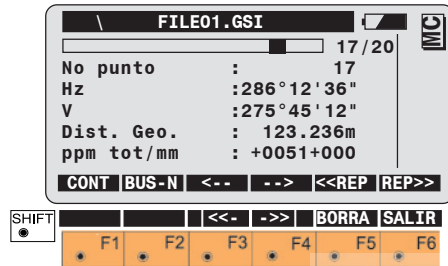 \ FILE01.GSI
MC
17/20
No punto : 17
Hz :286°12'36"
V :275°45'12"
Dist. Geo. : 123.236m
ppm tot/mm : +0051+000
CONT BUS-N <-- --> <<REP REP>>
SHIFT <<- ->> BORRA SALIR
F1 F2 F3 F4 F5 F6